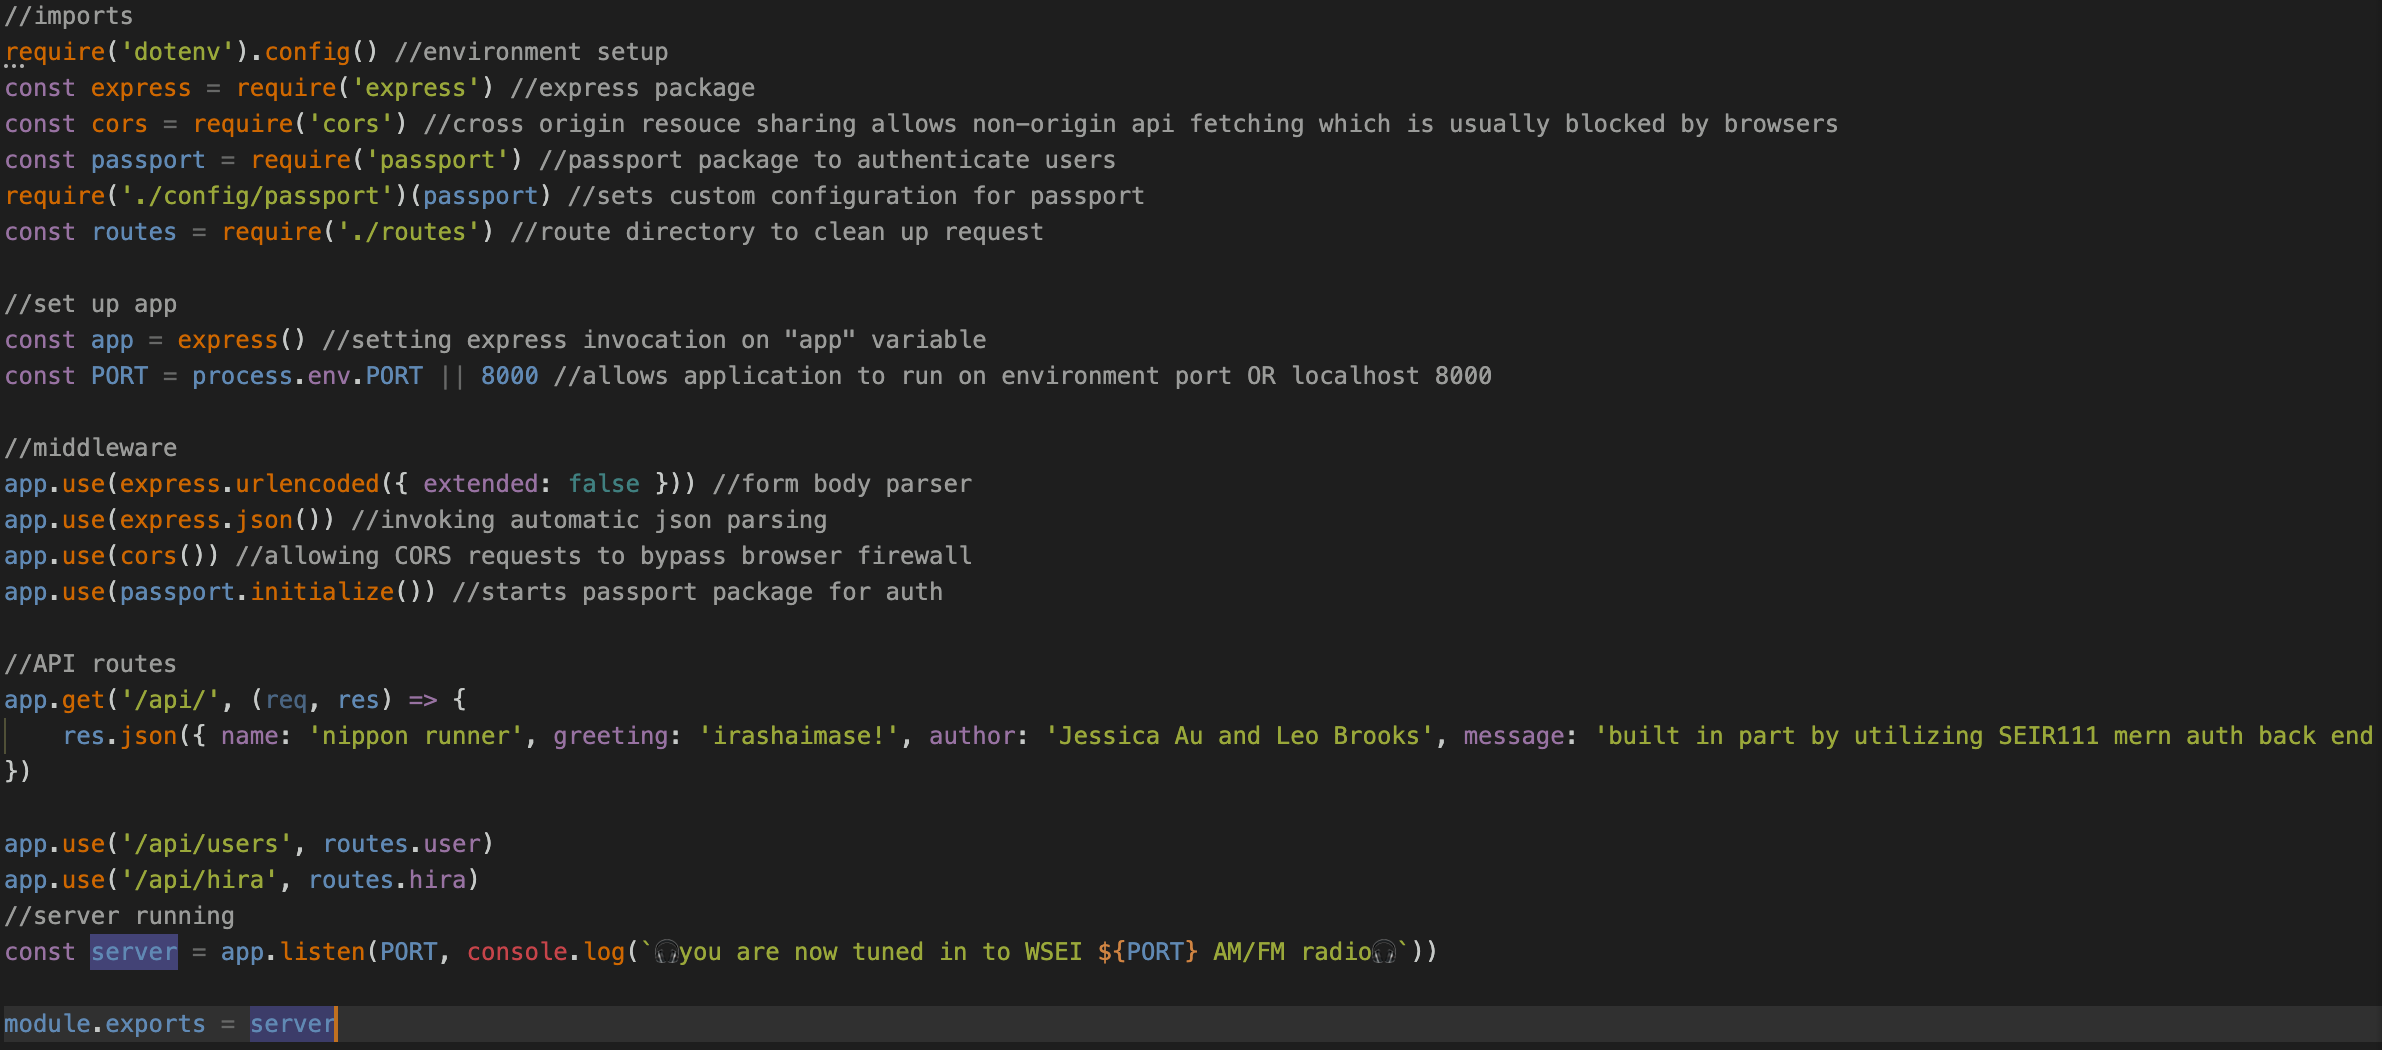 //imports
require('dotenv').config() //environment setup
const express = require('express') //express package
const cors = require('cors') //cross origin resouce sharing allows non-origin api fetching which is usually blocked by browsers
const passport = require('passport') //passport package to authenticate users
require('./config/passport')(passport) //sets custom configuration for passport
const routes = require('./routes') //route directory to clean up request
//set up app
const app = express() //setting express invocation on "app" variable
const PORT = process.env.PORT || 8000 //allows application to run on environment port OR localhost 8000
//middleware
app.use(express.urlencoded({ extended: false })) //form body parser
app.use(express.json()) //invoking automatic json parsing
app.use(cors()) //allowing CORS requests to bypass browser firewall
app.use(passport.initialize()) //starts passport package for auth
//API routes
app.get('/api/', (req, res) => {
    res.json({ name: 'nippon runner', greeting: 'irashaimase!', author: 'Jessica Au and Leo Brooks', message: 'built in part by utilizing SEIR111 mern auth back end
})
app.use('/api/users', routes.user)
app.use('/api/hira', routes.hira)
//server running
const server = app.listen(PORT, console.log(`🎧you are now tuned in to WSEI ${PORT} AM/FM radio🎧`))
module.exports = server